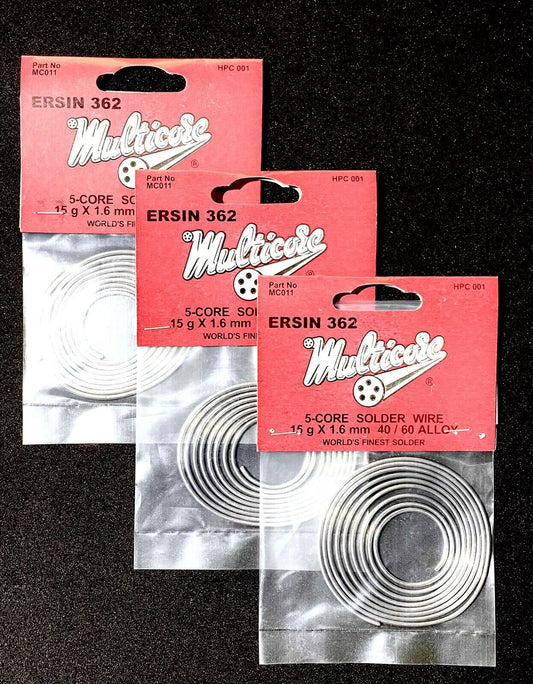 Part No
MC011
HPC 001
ERSIN 362
Multicore
®
5-CORE SO
15 g X 1.6 mm
WORLD'S FINEST
Part No
MC011
HPC 001
ERSIN 362
Multicore
5-CORE SOL
15 g X 1.6 mm
WORLD'S FINEST
Part No
MC011
HPC 001
ERSIN 362
Multicore
®
5-CORE SOLDER WIRE
15 g X 1.6 mm 40 / 60 ALLOY
WORLD'S FINEST SOLDER